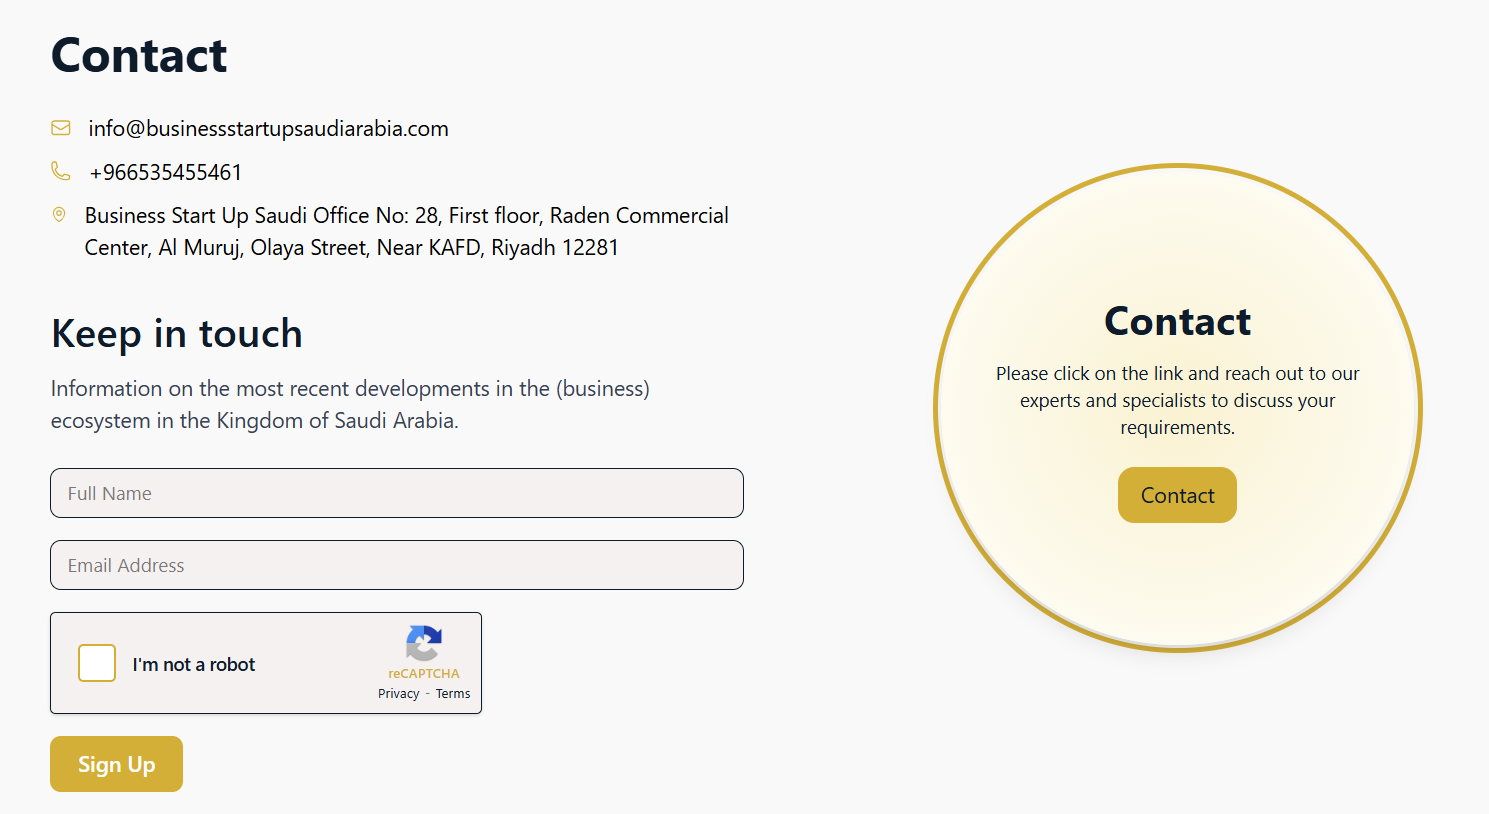 Contact
info@businessstartupsaudiarabia.com
+966535455461
Business Start Up Saudi Office No: 28, First floor, Raden Commercial
Center, Al Muruj, Olaya Street, Near KAFD, Riyadh 12281
Keep in touch
Information on the most recent developments in the (business)
ecosystem in the Kingdom of Saudi Arabia.
Full Name
Email Address
I'm not a robot
reCAPTCHA
Privacy - Terms
Sign Up
Contact
Please click on the link and reach out to our
experts and specialists to discuss your
requirements.
Contact